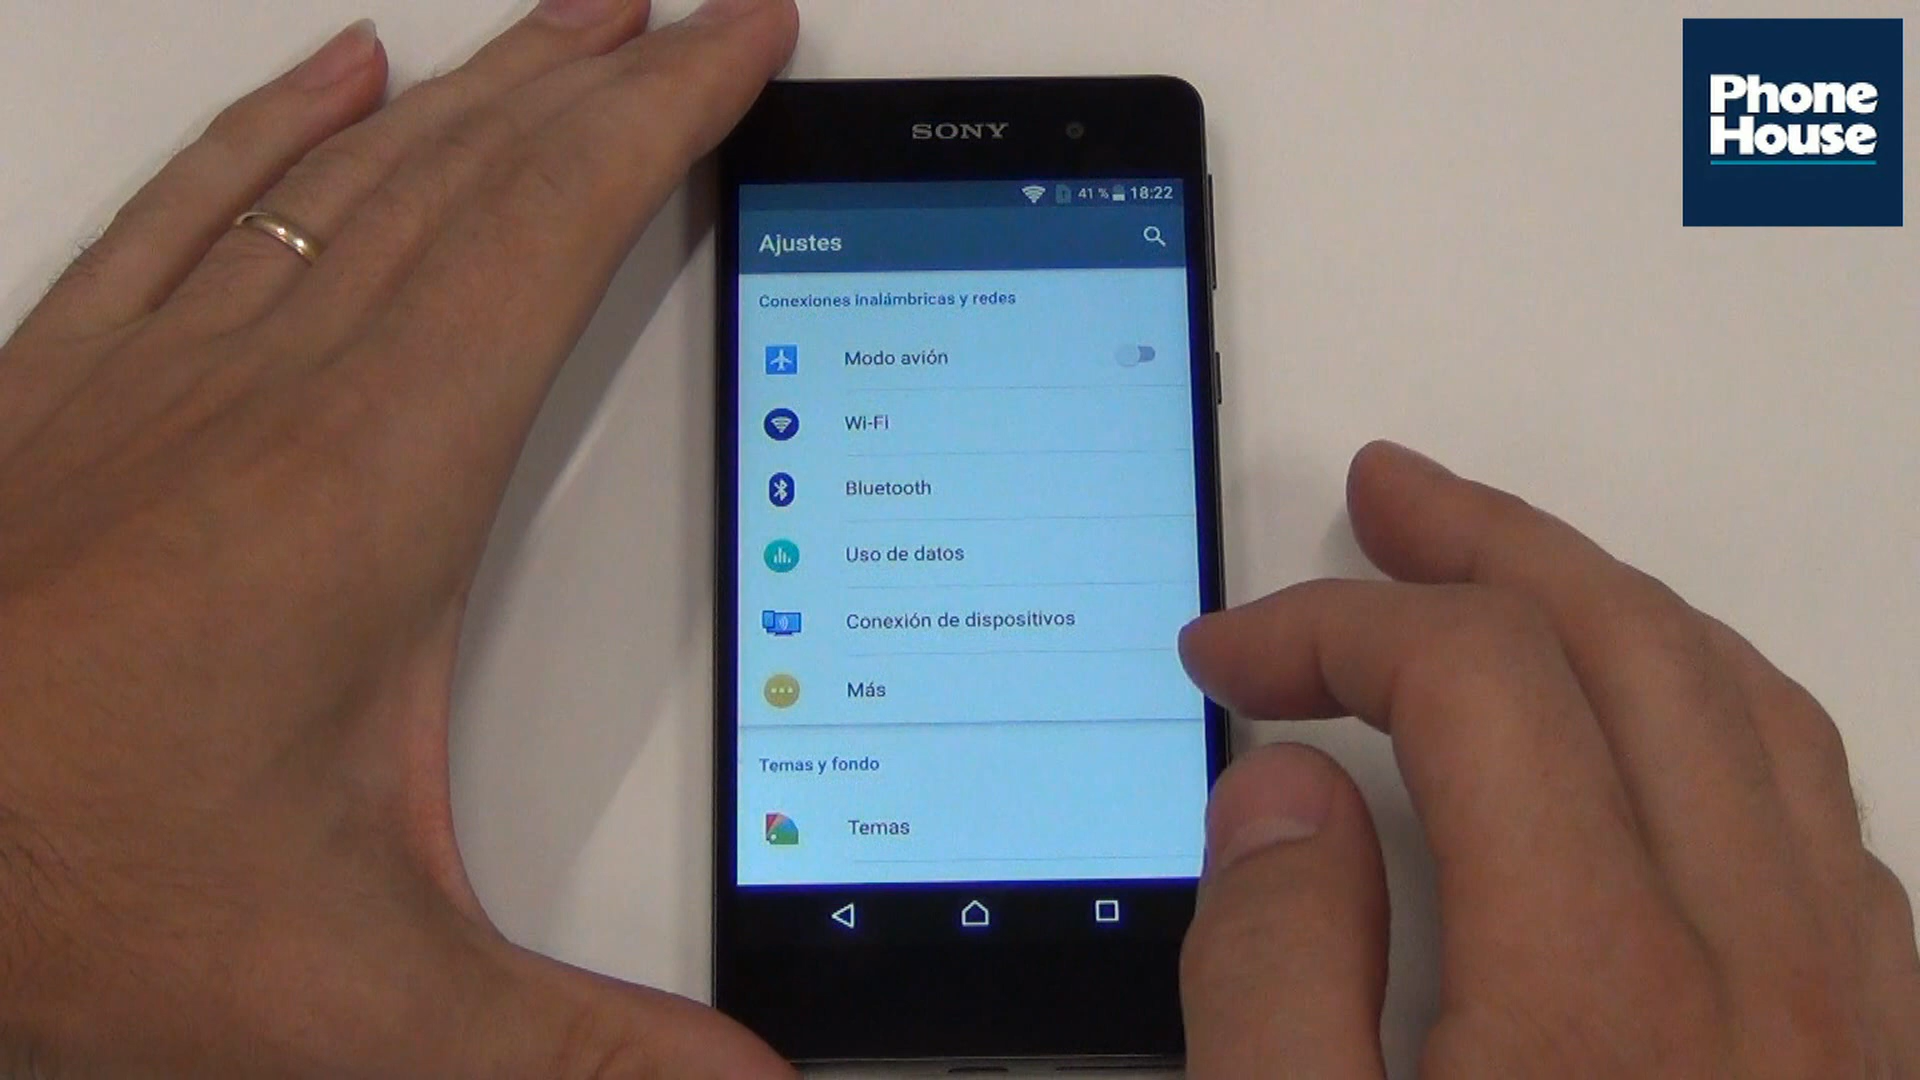 Phone
House
SONY
41 % 18:22
Ajustes
Conexiones inalámbricas y redes
Modo avión
Wi-Fi
Bluetooth
Uso de datos
Conexión de dispositivos
Más
Temas y fondo
Temas